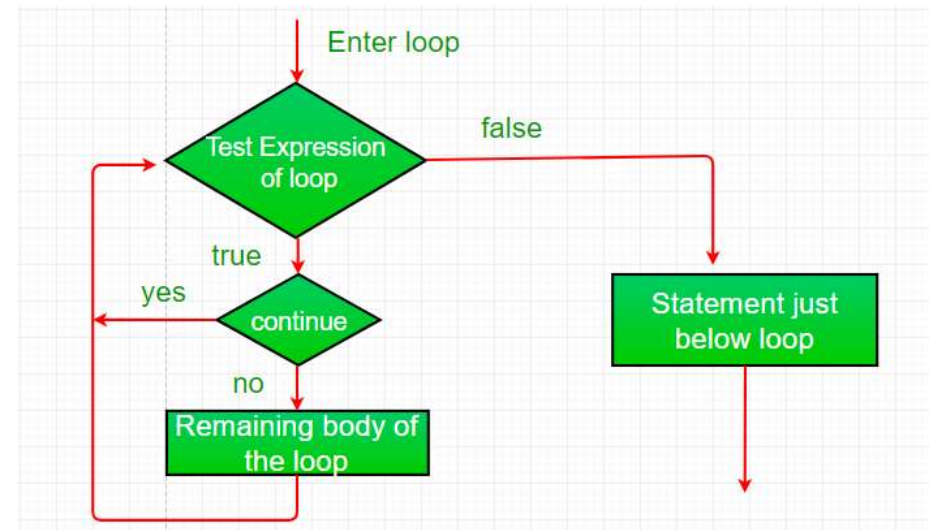 Enter loop
Test Expression
of loop
false
true
yes
continue
Statement just
below loop
no
Remaining body of
the loop